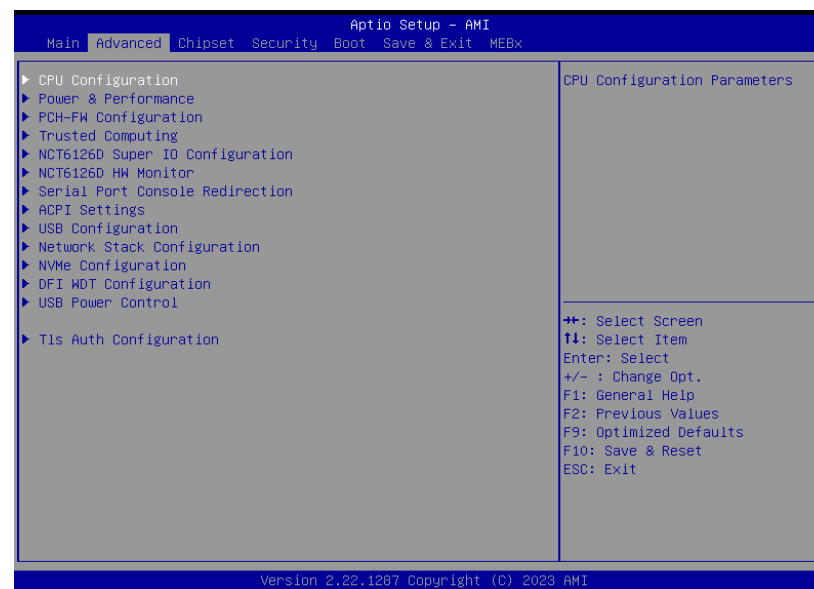 Aptio Setup – AMI
Main Advanced Chipset Security Boot Save & Exit MEBx
▶ CPU Configuration
▶ Power & Performance
▶ PCH-FW Configuration
▶ Trusted Computing
▶ NCT6126D Super IO Configuration
▶ NCT6126D HW Monitor
▶ Serial Port Console Redirection
▶ ACPI Settings
▶ USB Configuration
▶ Network Stack Configuration
▶ NVMe Configuration
▶ DFI WDT Configuration
▶ USB Power Control
▶ Tls Auth Configuration
CPU Configuration Parameters
→←: Select Screen
↑↓: Select Item
Enter: Select
+/- : Change Opt.
F1: General Help
F2: Previous Values
F9: Optimized Defaults
F10: Save & Reset
ESC: Exit
Version 2.22.1287 Copyright (C) 2023 AMI